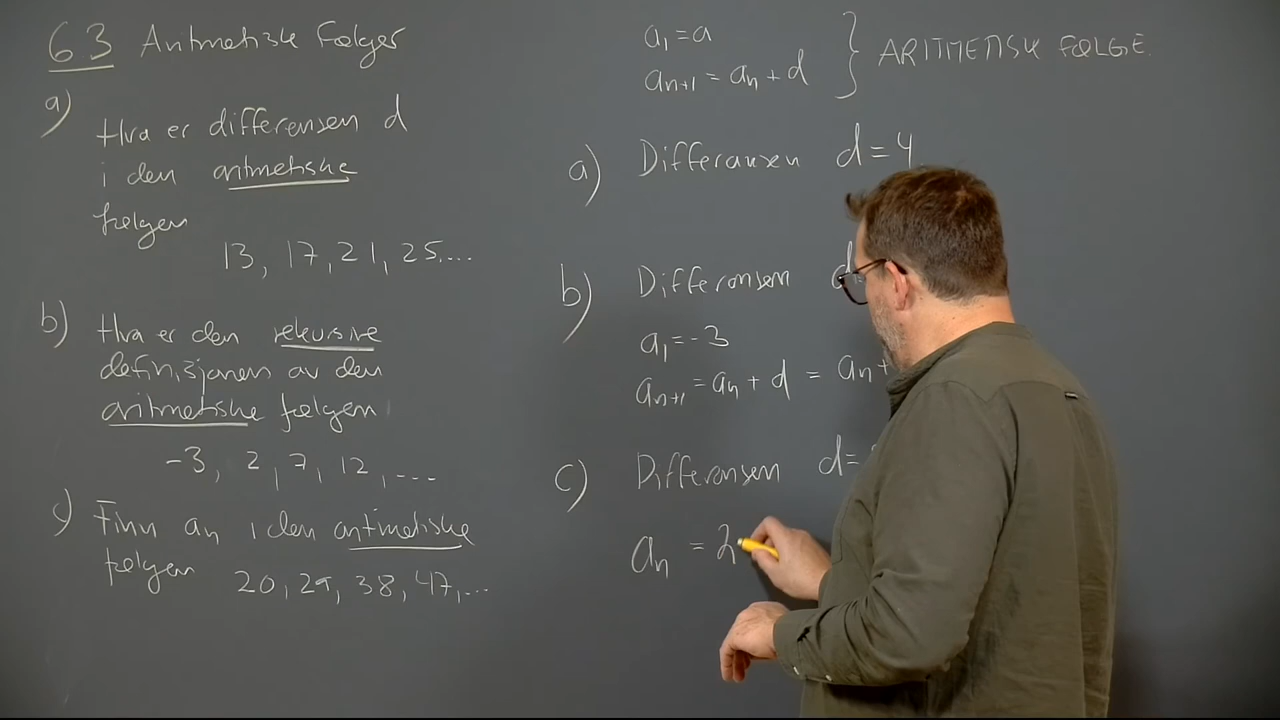 6.3 Aritmetiske Følger
a)
Hva er differensen d
i den aritmetiske
følgen
13, 17, 21, 25, ...
b) Hva er den rekursive
definisjonen av den
aritmetiske følgen
-3, 2, 7, 12, ...
c) Finn an i den aritmetiske
følgen 20, 29, 38, 47, ...
a₁ = a
aₙ₊₁ = aₙ + d } ARITMETISK FØLGE.
a) Differansen d = 4
b) Differansen d
a₁ = -3
aₙ₊₁ = aₙ + d = aₙ +
c) Differansen d =
aₙ = 2